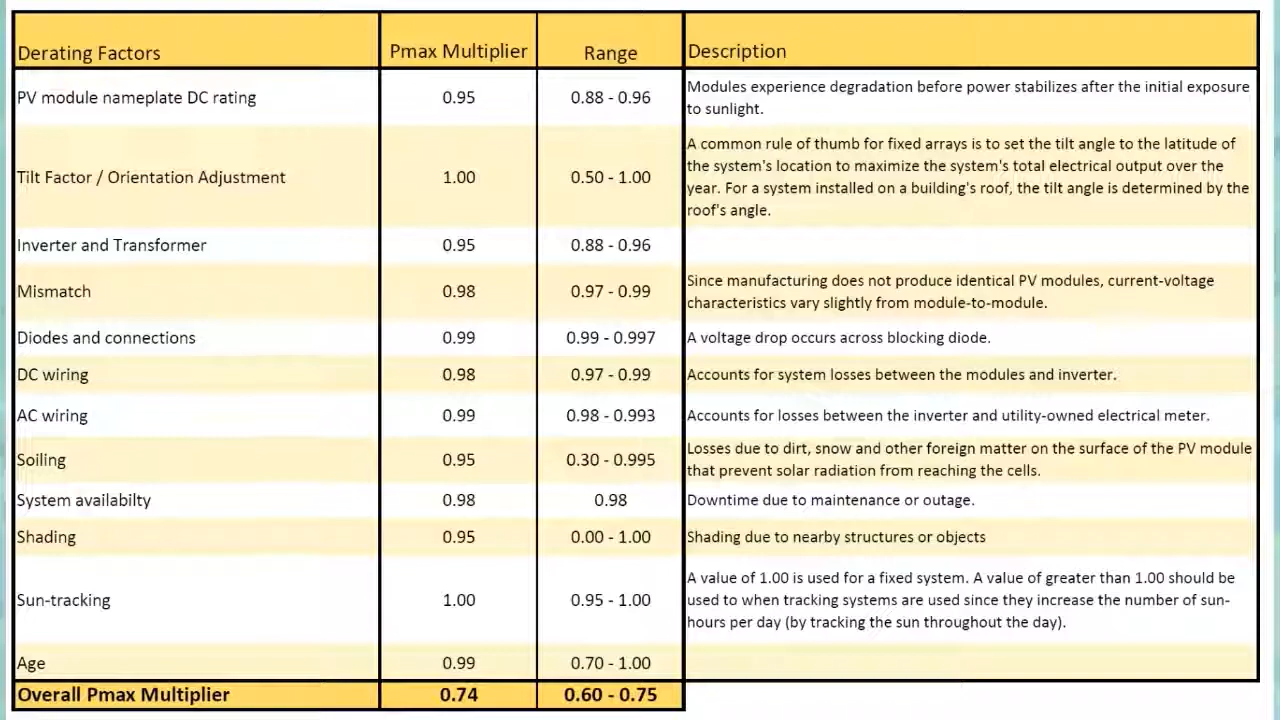 Derating Factors Pmax Multiplier Range Description
PV module nameplate DC rating 0.95 0.88 - 0.96 Modules experience degradation before power stabilizes after the initial exposure
to sunlight.
Tilt Factor / Orientation Adjustment 1.00 0.50 - 1.00 A common rule of thumb for fixed arrays is to set the tilt angle to the latitude of
the system's location to maximize the system's total electrical output over the
year. For a system installed on a building's roof, the tilt angle is determined by the
roof's angle.
Inverter and Transformer 0.95 0.88 - 0.96
Mismatch 0.98 0.97 - 0.99 Since manufacturing does not produce identical PV modules, current-voltage
characteristics vary slightly from module-to-module.
Diodes and connections 0.99 0.99 - 0.997 A voltage drop occurs across blocking diode.
DC wiring 0.98 0.97 - 0.99 Accounts for system losses between the modules and inverter.
AC wiring 0.99 0.98 - 0.993 Accounts for losses between the inverter and utility-owned electrical meter.
Soiling 0.95 0.30 - 0.995 Losses due to dirt, snow and other foreign matter on the surface of the PV module
that prevent solar radiation from reaching the cells.
System availabilty 0.98 0.98 Downtime due to maintenance or outage.
Shading 0.95 0.00 - 1.00 Shading due to nearby structures or objects
Sun-tracking 1.00 0.95 - 1.00 A value of 1.00 is used for a fixed system. A value of greater than 1.00 should be
used to when tracking systems are used since they increase the number of sun-
hours per day (by tracking the sun throughout the day).
Age 0.99 0.70 - 1.00
Overall Pmax Multiplier 0.74 0.60 - 0.75